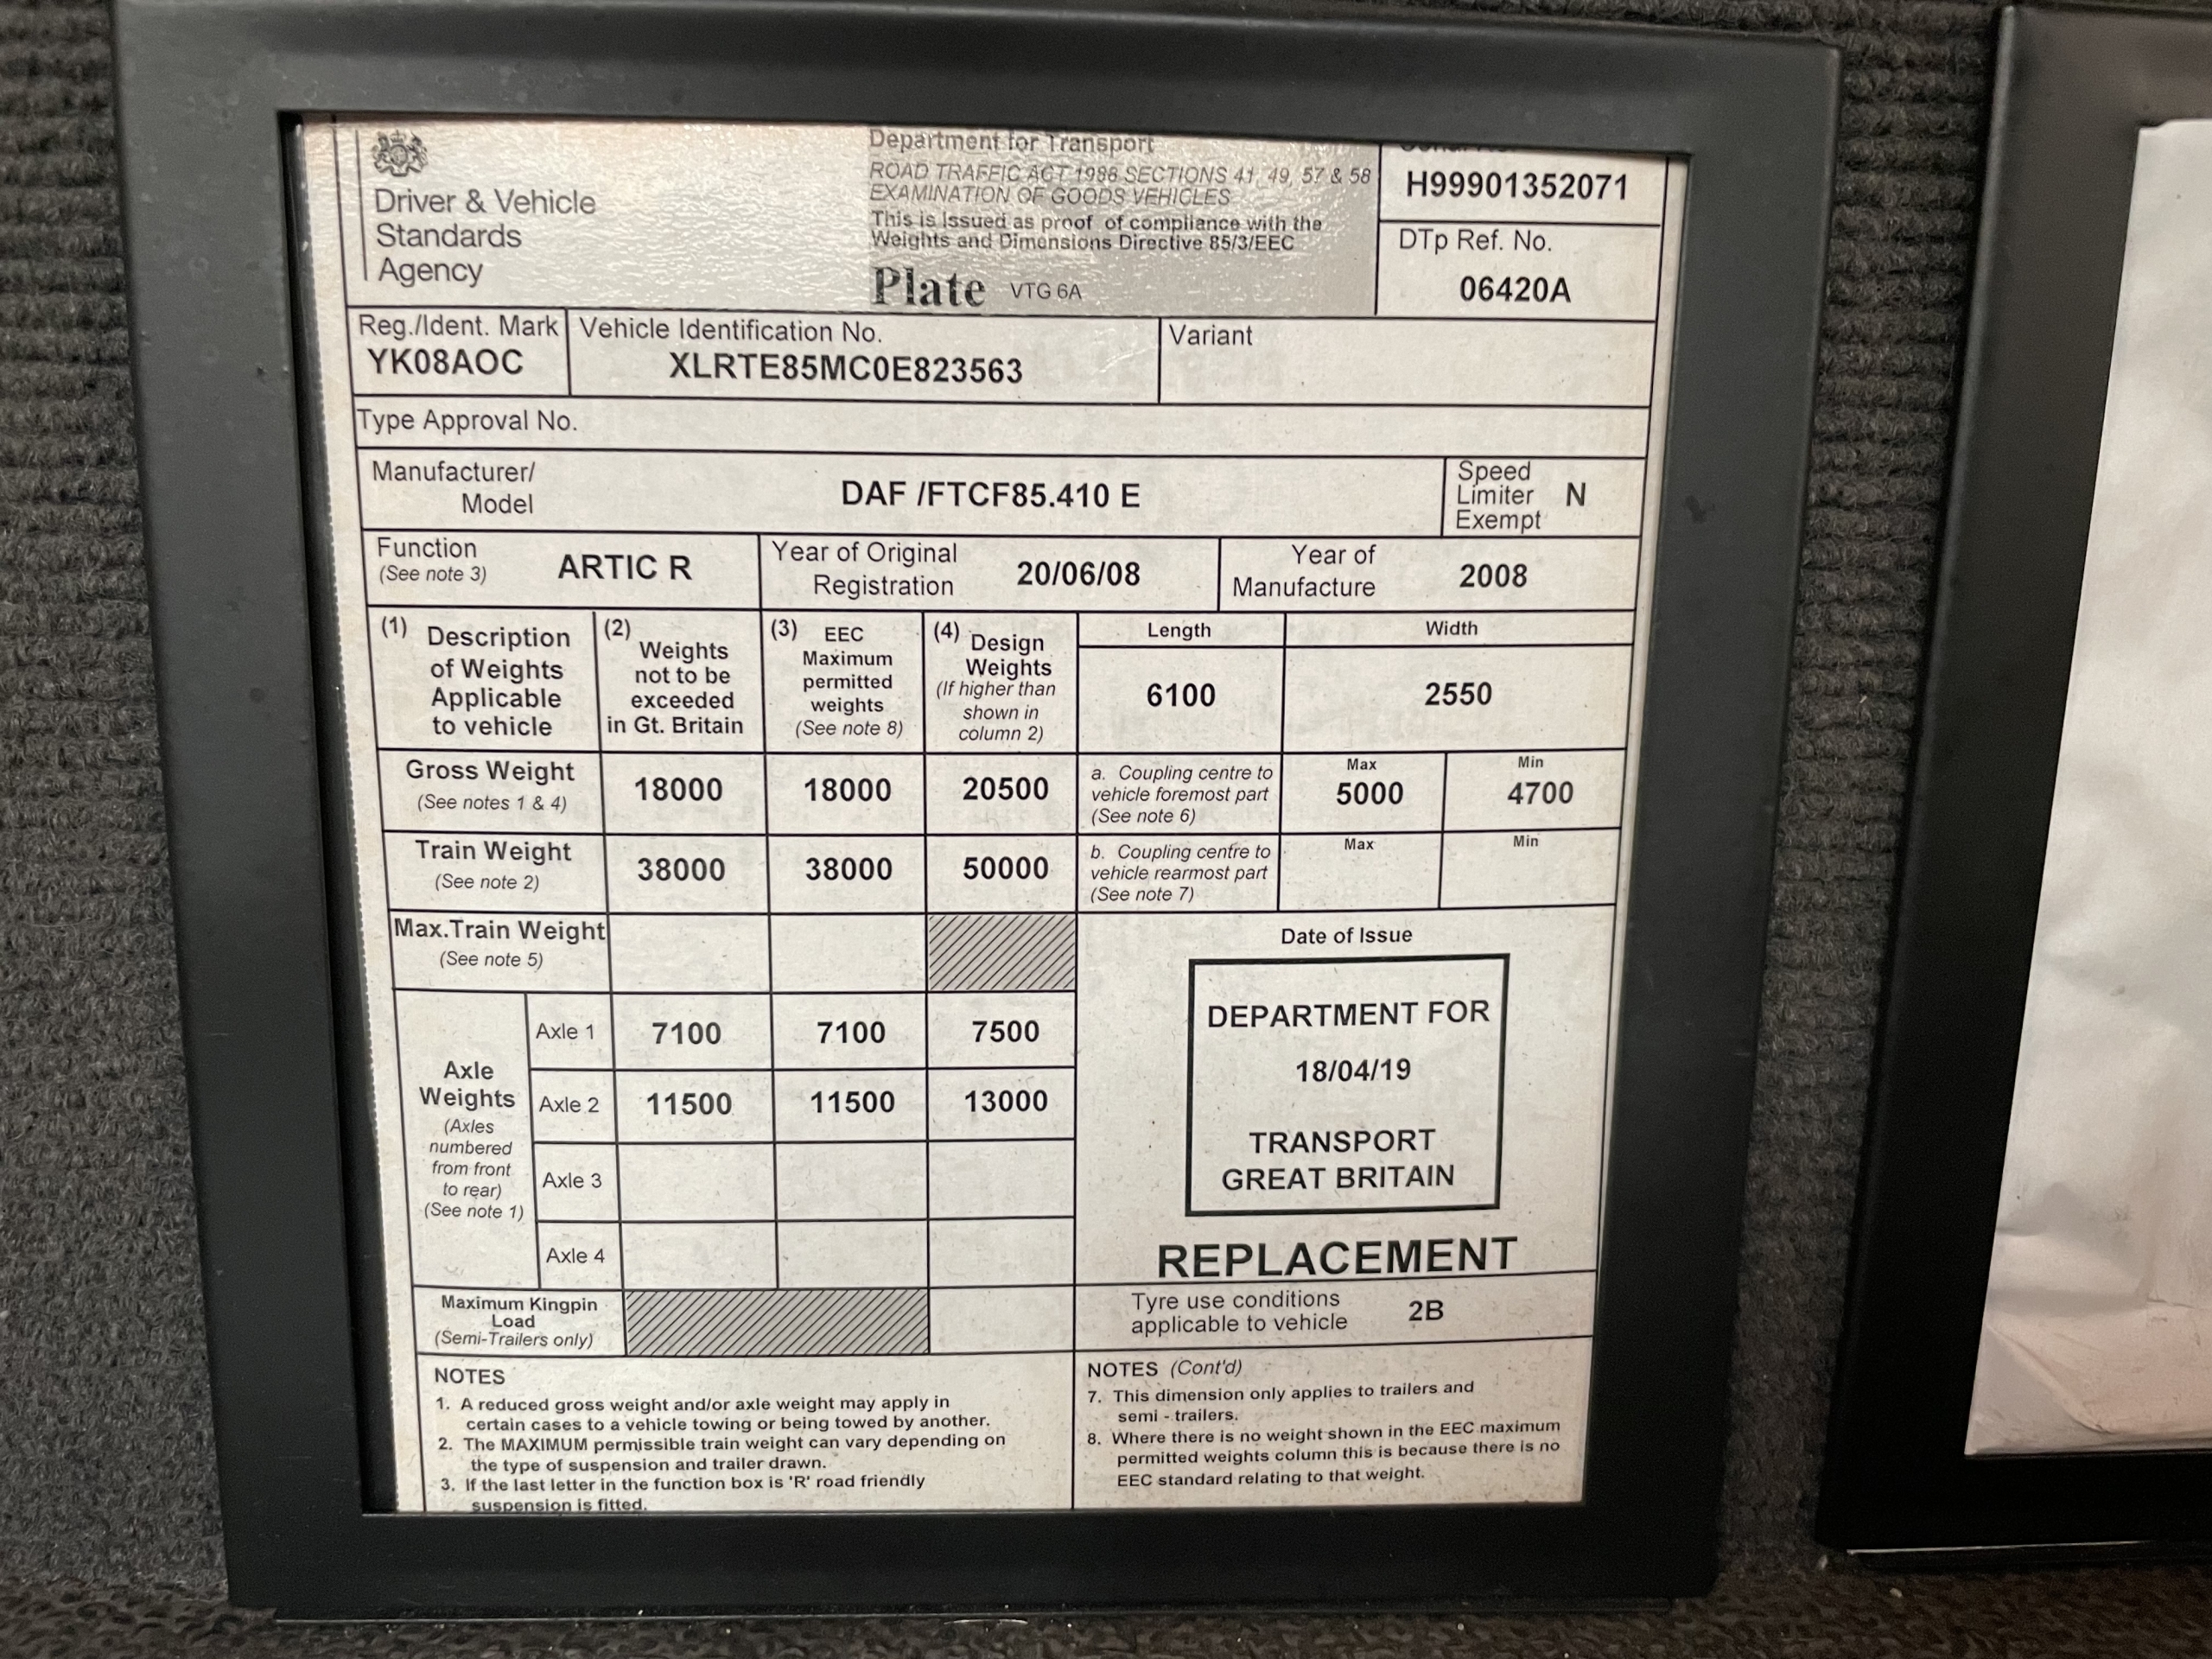 Driver & Vehicle
Standards
Agency
Department for Transport
ROAD TRAFFIC ACT 1988 SECTIONS 41, 49, 57 & 58
EXAMINATION OF GOODS VEHICLES
This is Issued as proof of compliance with the
Weights and Dimensions Directive 85/3/EEC
Plate VTG 6A
H99901352071
DTp Ref. No.
06420A
Reg./Ident. Mark
YK08AOC
Vehicle Identification No.
XLRTE85MC0E823563
Variant
Type Approval No.
Manufacturer/
Model
DAF /FTCF85.410 E
Speed
Limiter
Exempt
N
Function
(See note 3)
ARTIC R
Year of Original
Registration
20/06/08
Year of
Manufacture
2008
(1) Description
of Weights
Applicable
to vehicle
(2) Weights
not to be
exceeded
in Gt. Britain
(3) EEC
Maximum
permitted
weights
(See note 8)
(4) Design
Weights
(If higher than
shown in
column 2)
Length
6100
Width
2550
Gross Weight
(See notes 1 & 4)
18000
18000
20500
a. Coupling centre to
vehicle foremost part
(See note 6)
Max
5000
Min
4700
Train Weight
(See note 2)
38000
38000
50000
b. Coupling centre to
vehicle rearmost part
(See note 7)
Max
Min
Max.Train Weight
(See note 5)
Axle
Weights
(Axles
numbered
from front
to rear)
(See note 1)
Axle 1
7100
7100
7500
Axle 2
11500
11500
13000
Axle 3
Axle 4
Date of Issue
DEPARTMENT FOR
18/04/19
TRANSPORT
GREAT BRITAIN
REPLACEMENT
Maximum Kingpin
Load
(Semi-Trailers only)
Tyre use conditions
applicable to vehicle
2B
NOTES
1. A reduced gross weight and/or axle weight may apply in
certain cases to a vehicle towing or being towed by another.
2. The MAXIMUM permissible train weight can vary depending on
the type of suspension and trailer drawn.
3. If the last letter in the function box is 'R' road friendly
suspension is fitted.
NOTES (Cont'd)
7. This dimension only applies to trailers and
semi - trailers.
8. Where there is no weight shown in the EEC maximum
permitted weights column this is because there is no
EEC standard relating to that weight.